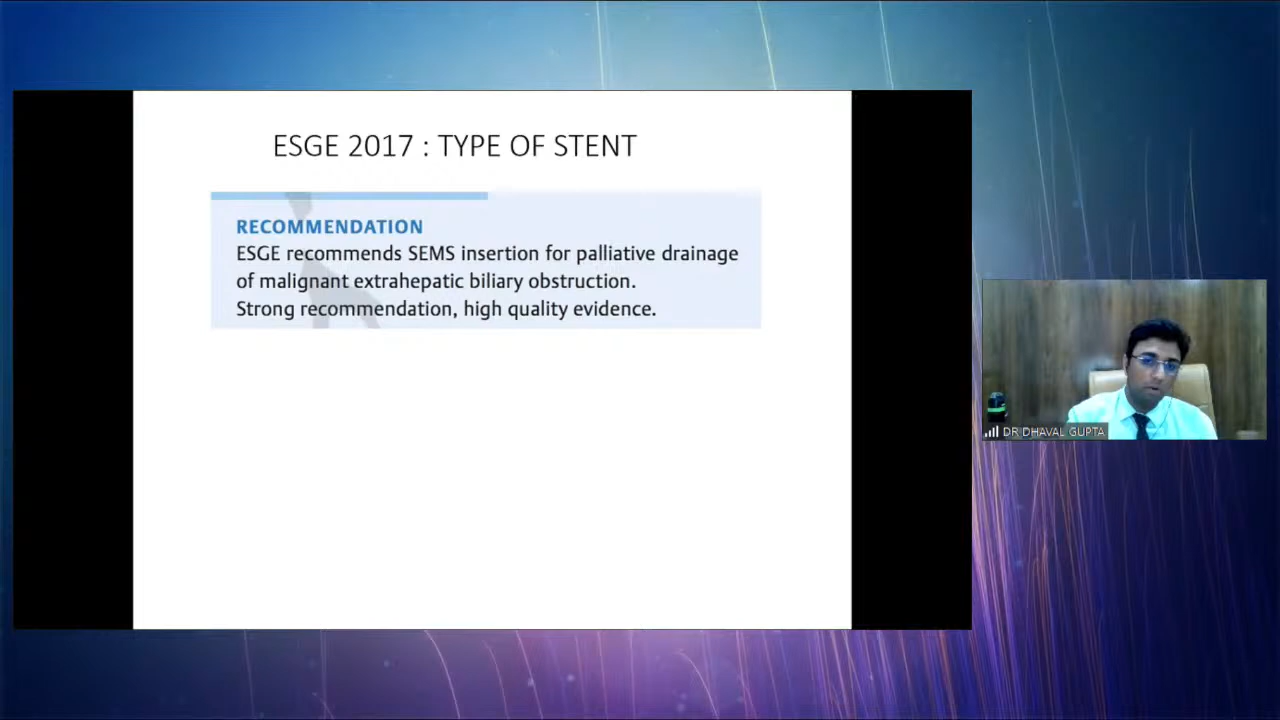 ESGE 2017 : TYPE OF STENT
RECOMMENDATION
ESGE recommends SEMS insertion for palliative drainage
of malignant extrahepatic biliary obstruction.
Strong recommendation, high quality evidence.
DR DHAVAL GUPTA